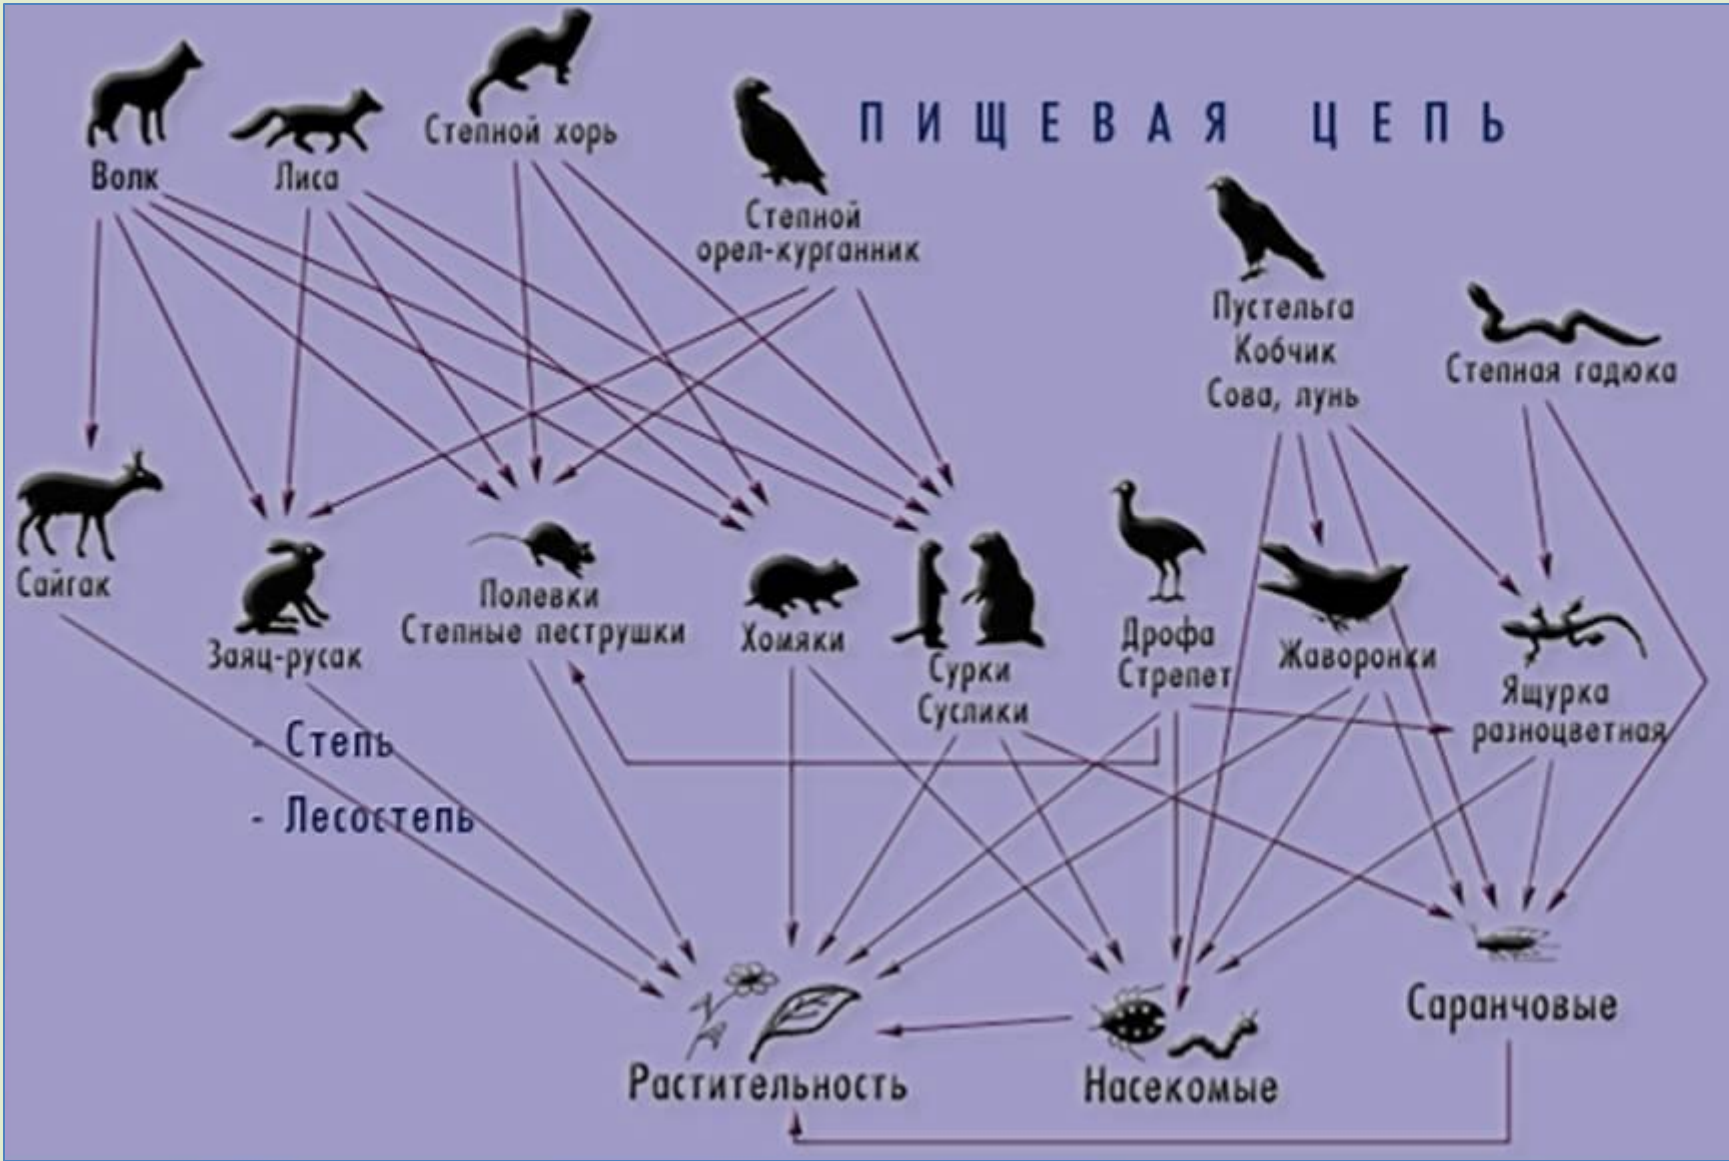 ПИЩЕВАЯ ЦЕПЬ
Волк
Лиса
Степной хорь
Степной
орел-курганник
Пустельга
Кобчик
Сова, лунь
Степная гадюка
Сайгак
Заяц-русак
Полевки
Степные пеструшки
Хомяки
Сурки
Суслики
Дрофа
Стрепет
Жаворонки
Ящурка
разноцветная
- Степь
- Лесостепь
Растительность
Насекомые
Саранчовые